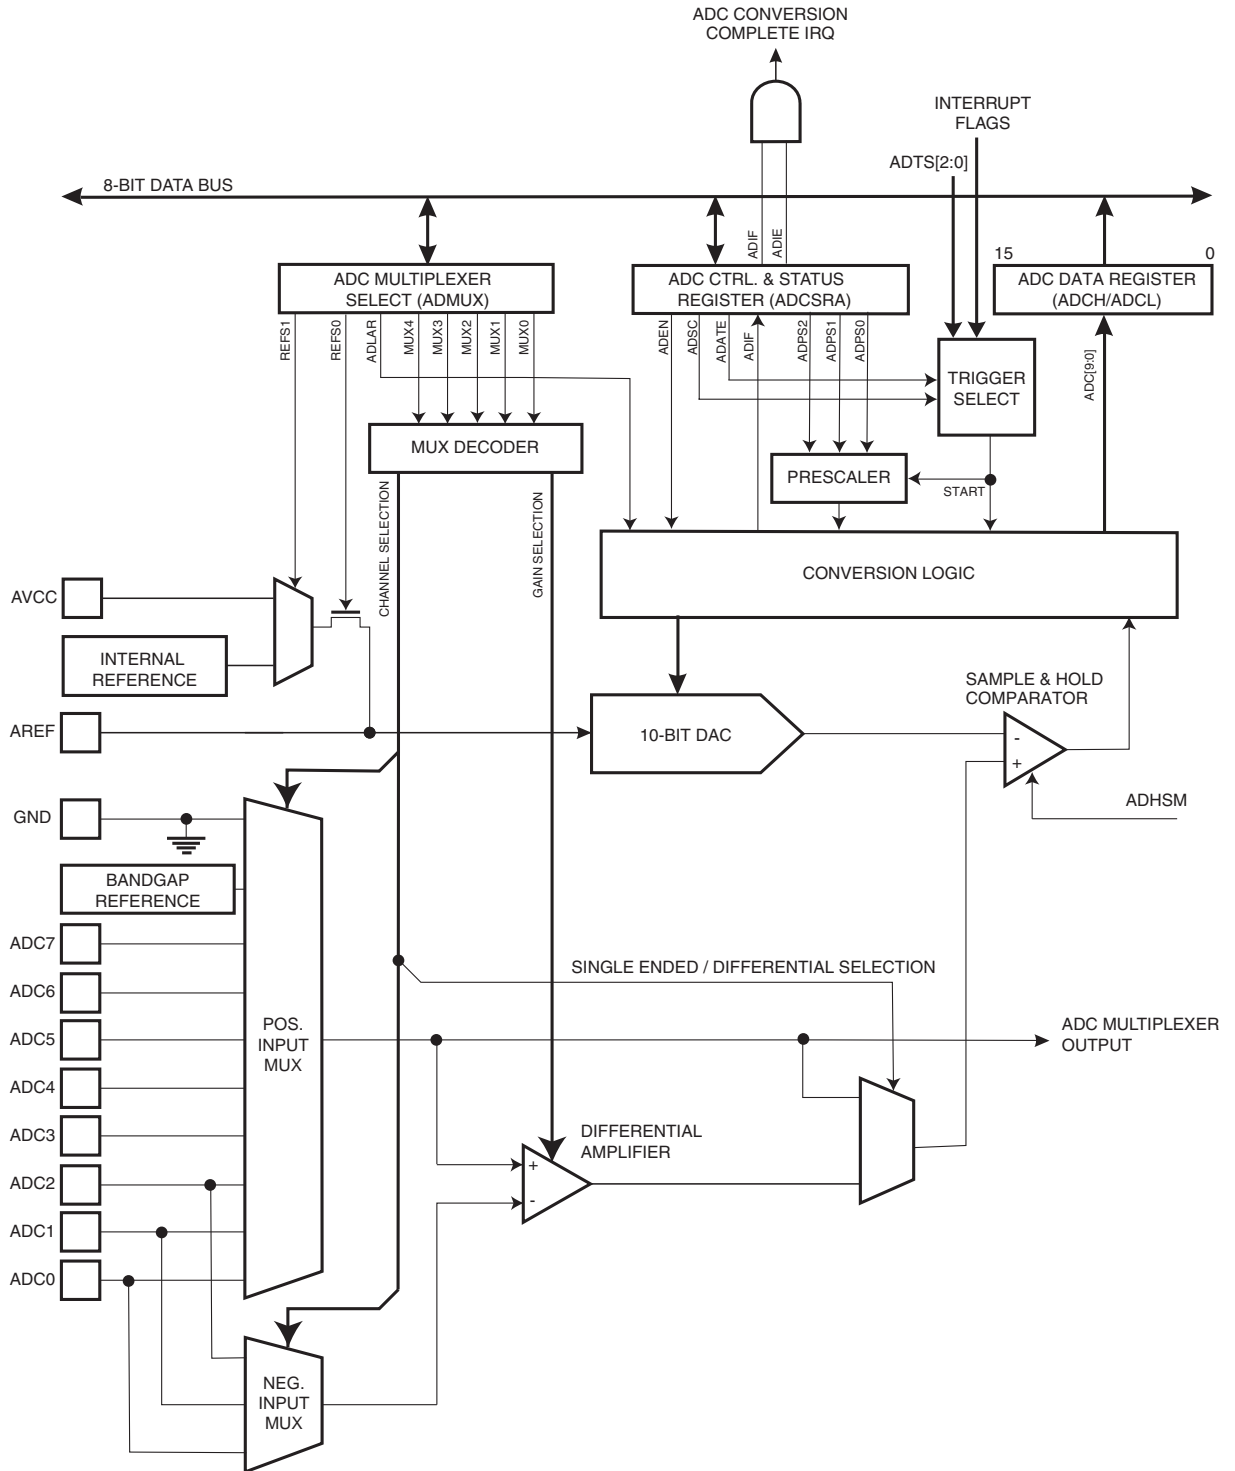 ADC CONVERSION
COMPLETE IRQ
INTERRUPT
FLAGS
ADTS[2:0]
8-BIT DATA BUS
ADIF
ADIE
15
0
ADC MULTIPLEXER
SELECT (ADMUX)
ADC CTRL. & STATUS
REGISTER (ADCSRA)
ADC DATA REGISTER
(ADCH/ADCL)
REFS1
REFS0
ADLAR
MUX4
MUX3
MUX2
MUX1
MUX0
ADEN
ADSC
ADATE
ADIF
ADPS2
ADPS1
ADPS0
ADC[9:0]
TRIGGER
SELECT
MUX DECODER
PRESCALER
START
CHANNEL SELECTION
GAIN SELECTION
CONVERSION LOGIC
AVCC
INTERNAL
REFERENCE
SAMPLE & HOLD
COMPARATOR
AREF
10-BIT DAC
-
+
ADHSM
GND
BANDGAP
REFERENCE
ADC7
SINGLE ENDED / DIFFERENTIAL SELECTION
ADC6
ADC5
POS.
INPUT
MUX
ADC MULTIPLEXER
OUTPUT
ADC4
ADC3
DIFFERENTIAL
AMPLIFIER
+
-
ADC2
ADC1
ADC0
NEG.
INPUT
MUX